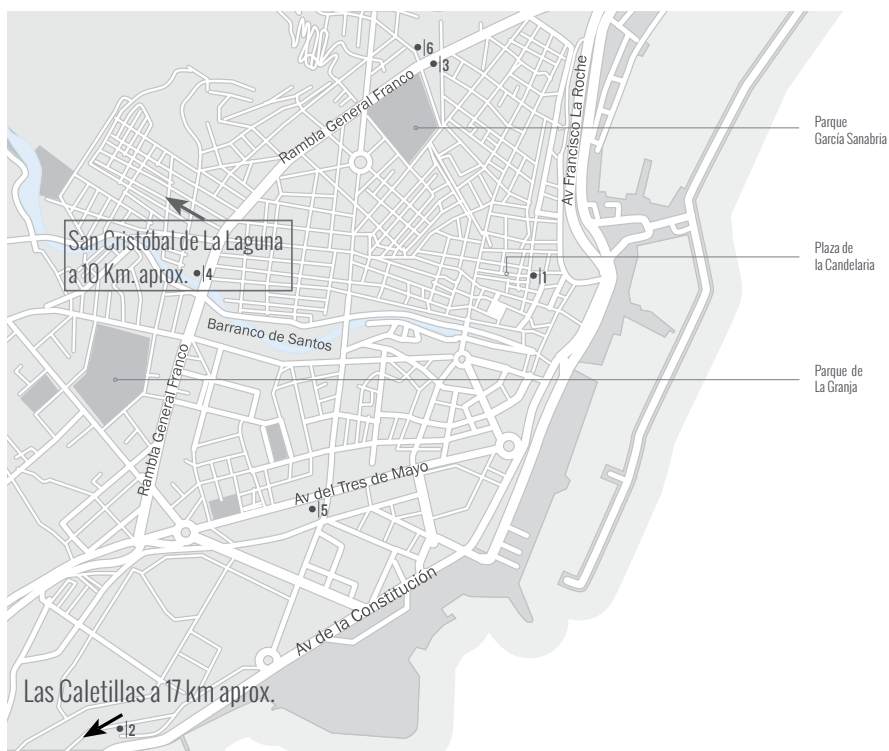 6
3
Rambla General Franco
Av Francisco La Roche
Parque
García Sanabria
San Cristóbal de La Laguna
a 10 Km. aprox.
4
Plaza de
la Candelaria
1
Barranco de Santos
Parque de
La Granja
Rambla General Franco
Av del Tres de Mayo
5
Av de la Constitución
Las Caletillas a 17 km aprox.
2